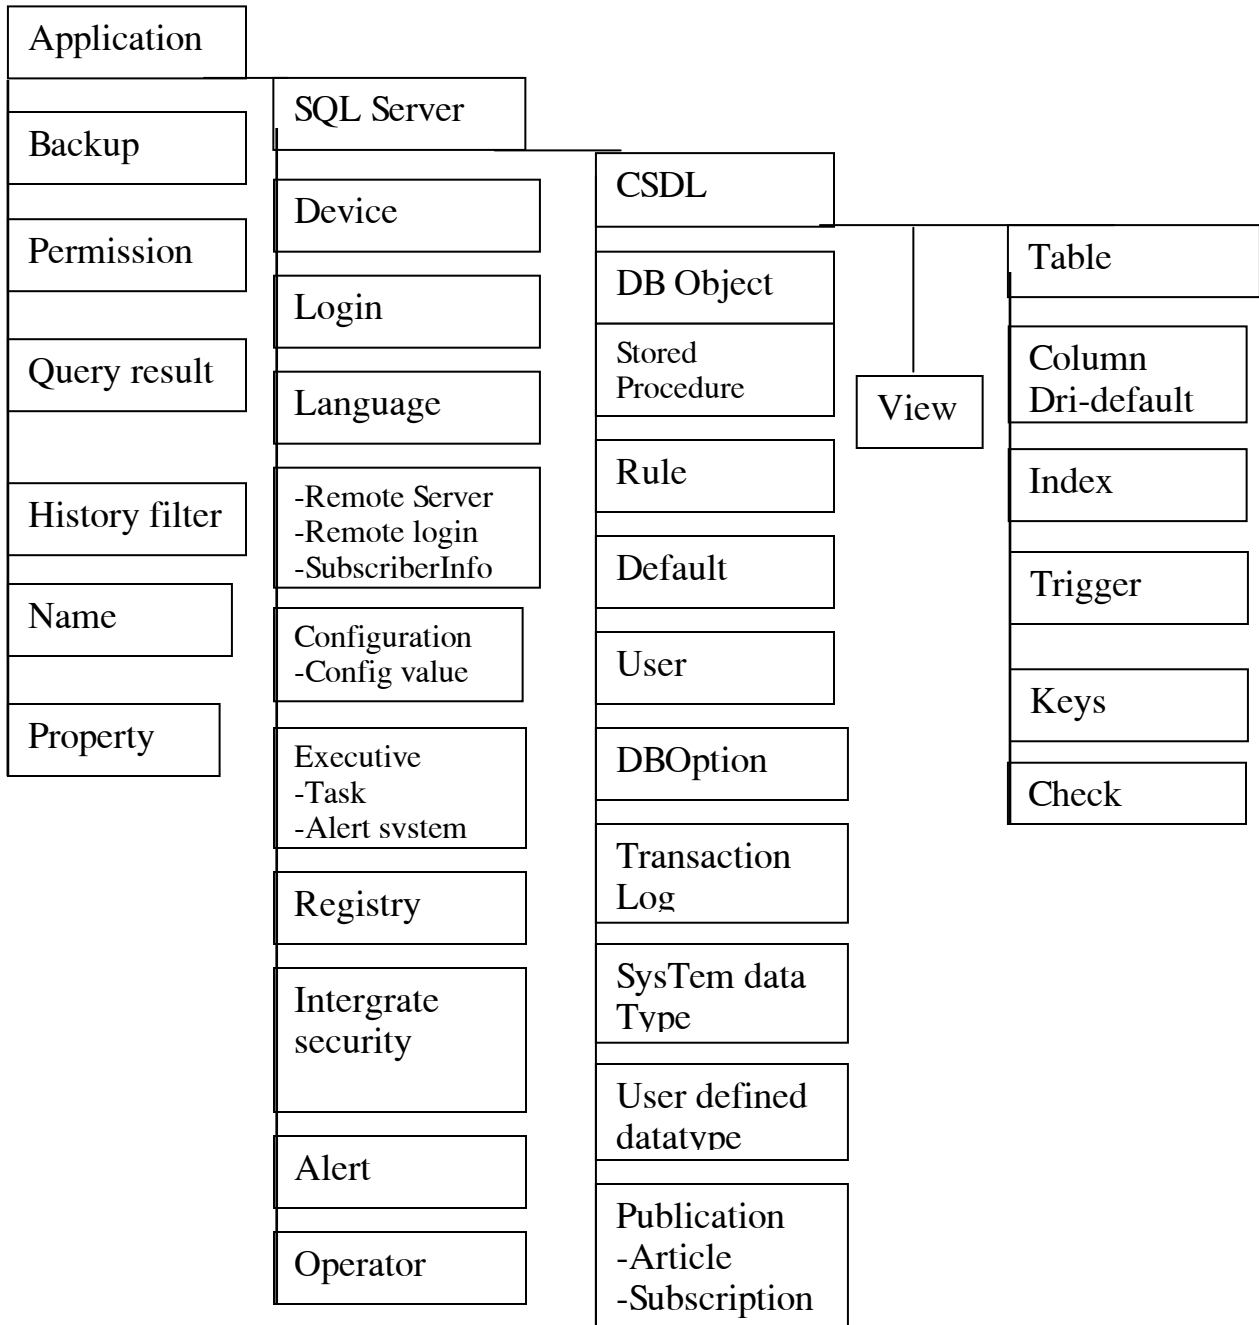 Application
Backup
Permission
Query result
History filter
Name
Property
SQL Server
Device
Login
Language
-Remote Server
-Remote login
-SubscriberInfo
Configuration
-Config value
Executive
-Task
-Alert system
Registry
Intergrate
security
Alert
Operator
CSDL
DB Object
Stored
Procedure
Rule
Default
User
DBOption
Transaction
Log
SysTem data
Type
User defined
datatype
Publication
-Article
-Subscription
View
Table
Column
Dri-default
Index
Trigger
Keys
Check